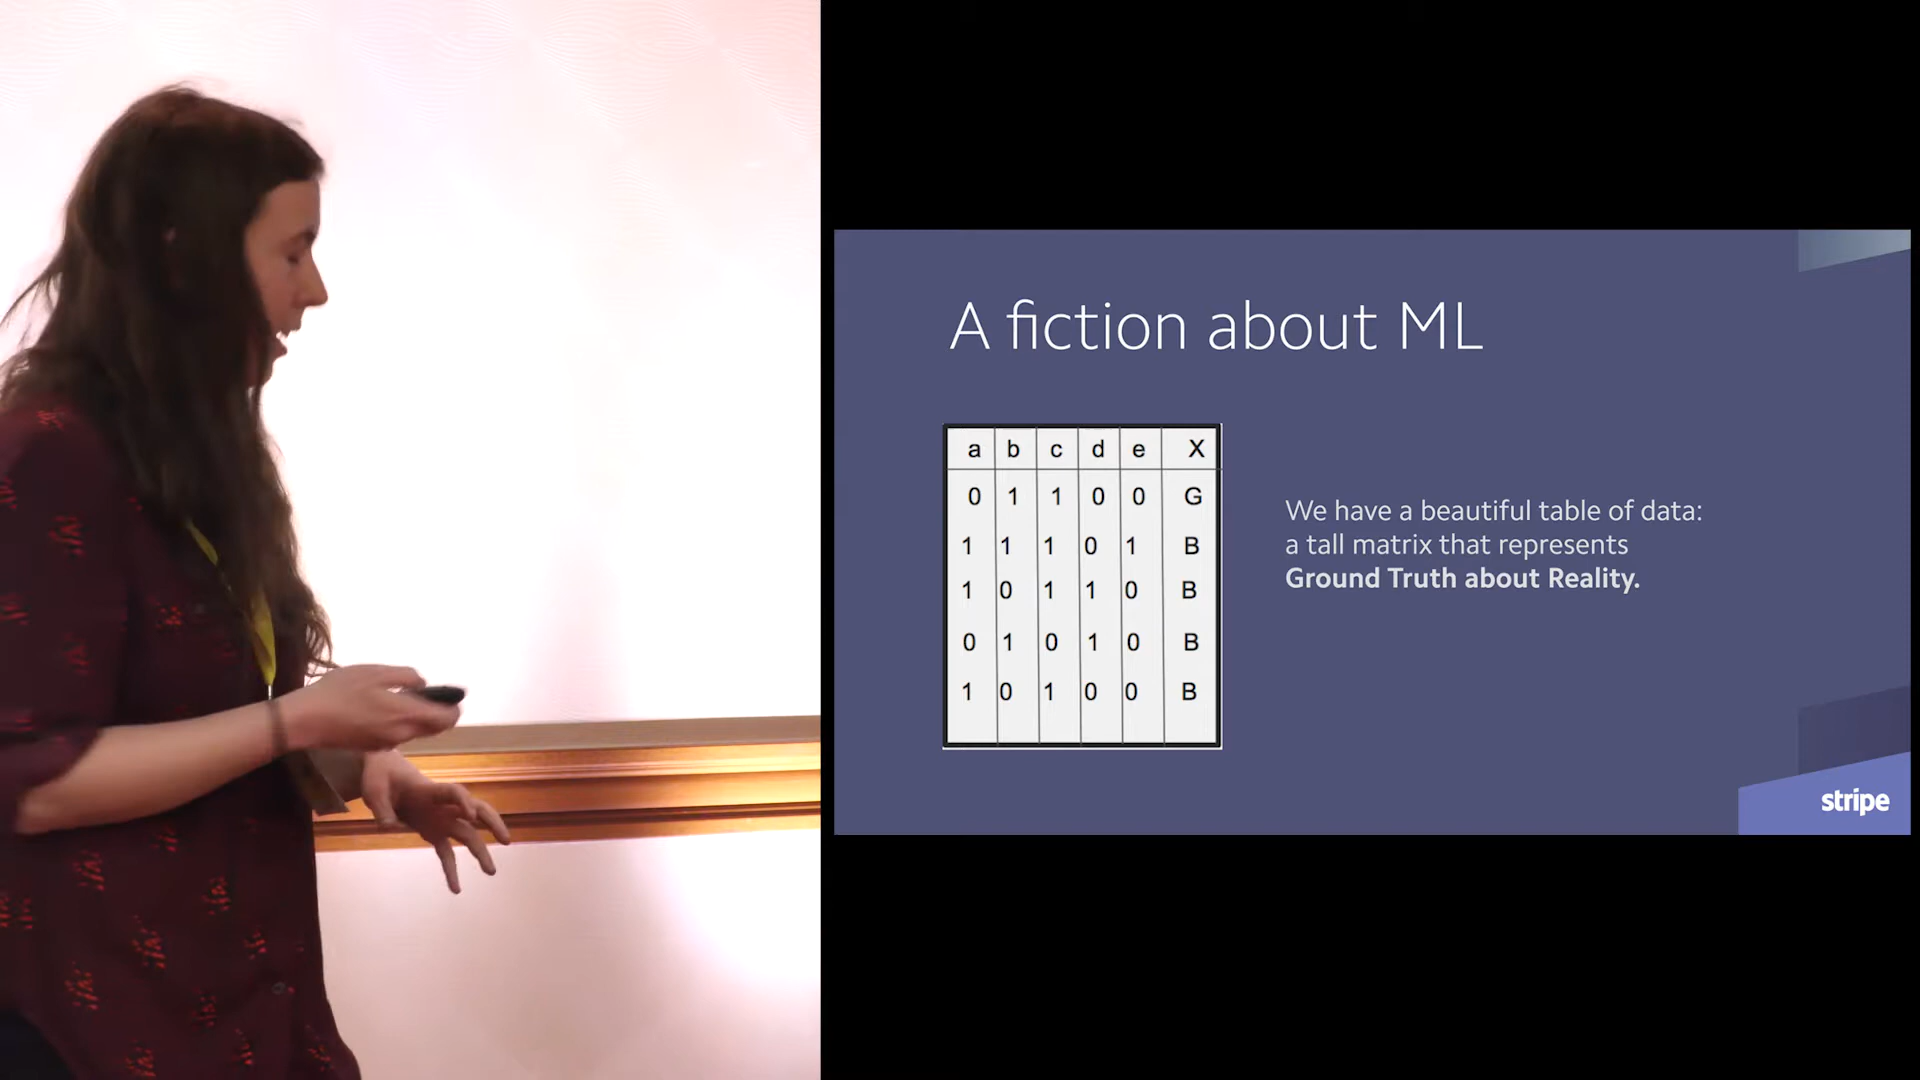 A fiction about ML
a b c d e X
0 1 1 0 0 G
1 1 1 0 1 B
1 0 1 1 0 B
0 1 0 1 0 B
1 0 1 0 0 B
We have a beautiful table of data:
a tall matrix that represents
Ground Truth about Reality.
stripe